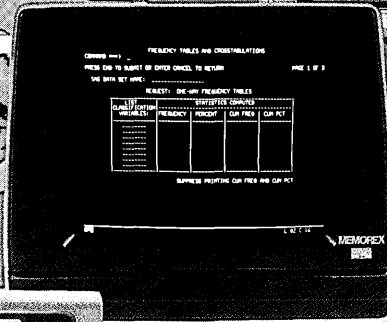 FREQUENCY TABLES AND CROSSTABULATIONS
COMMAND ===> _
PRESS END TO SUBMIT OR ENTER CANCEL TO RETURN PAGE 1 OF 3
SAS DATA SET NAME:
REQUEST: ONE-WAY FREQUENCY TABLES
LIST CLASSIFICATION VARIABLES:
STATISTICS COMPUTED
FREQUENCY PERCENT CUM FREQ CUM PCT
SUPPRESS PRINTING CUM FREQ AND CUM PCT
MEMOREX